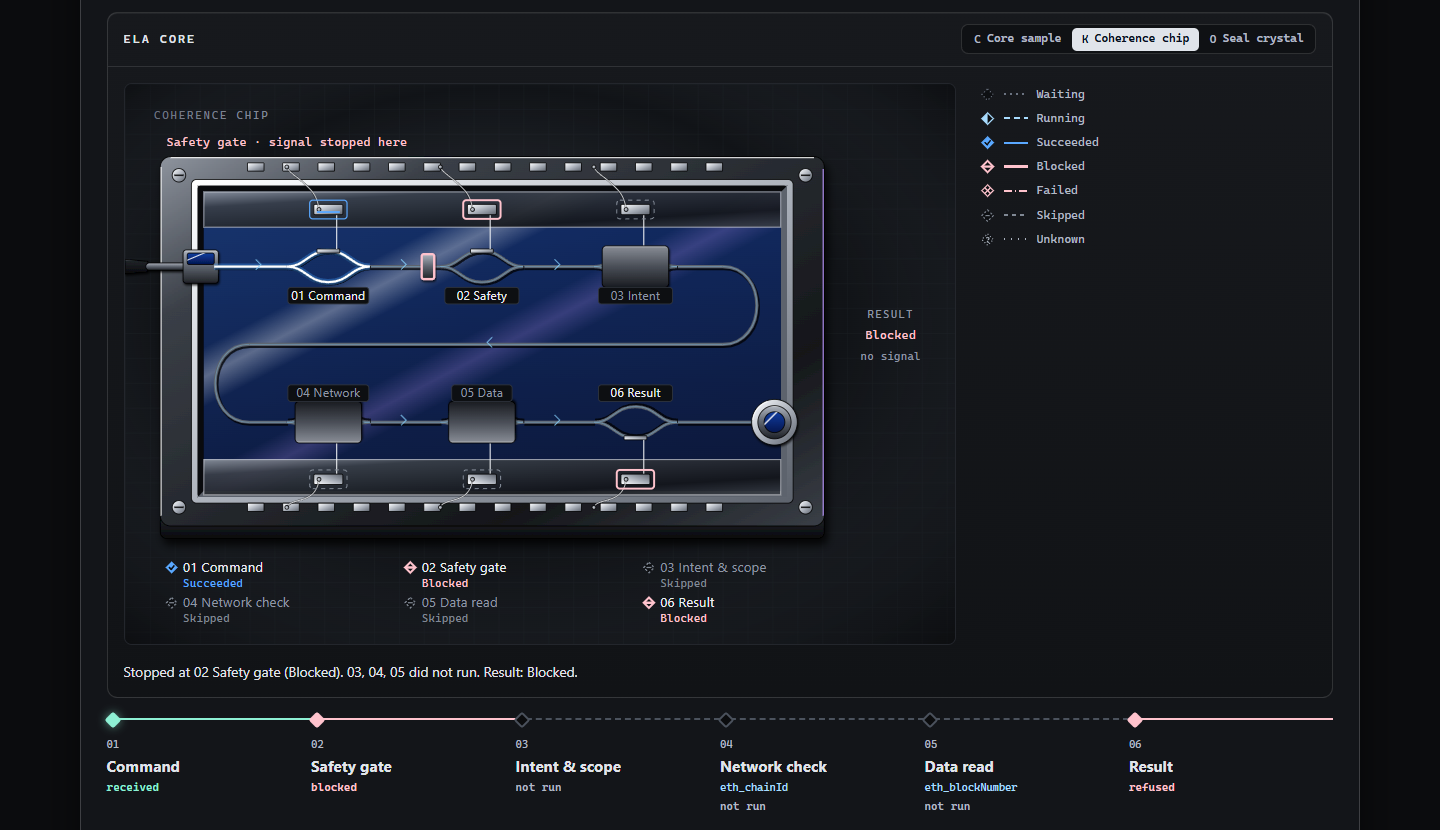 ELA CORE
C Core sample
K Coherence chip
O Seal crystal
COHERENCE CHIP
Safety gate · signal stopped here
01 Command
02 Safety
03 Intent
04 Network
05 Data
06 Result
RESULT
Blocked
no signal
Waiting
Running
Succeeded
Blocked
Failed
Skipped
Unknown
01 Command
Succeeded
02 Safety gate
Blocked
03 Intent & scope
Skipped
04 Network check
Skipped
05 Data read
Skipped
06 Result
Blocked
Stopped at 02 Safety gate (Blocked). 03, 04, 05 did not run. Result: Blocked.
01
Command
received
02
Safety gate
blocked
03
Intent & scope
not run
04
Network check
eth_chainId
not run
05
Data read
eth_blockNumber
not run
06
Result
refused